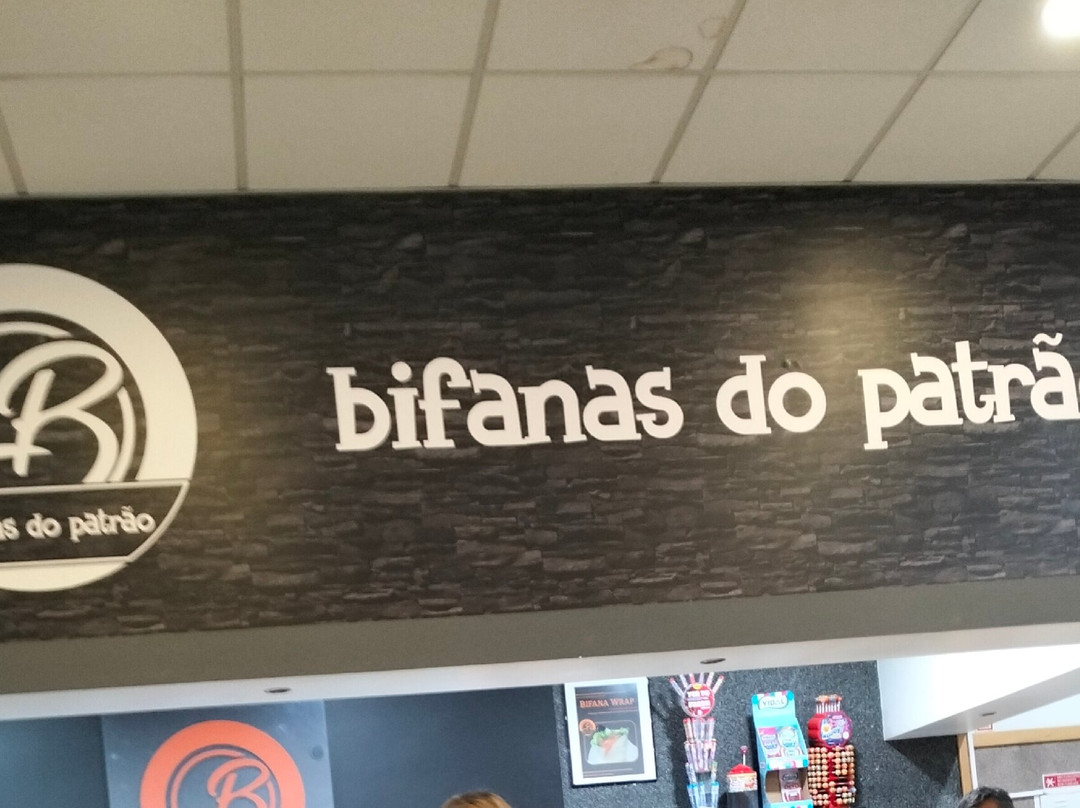 bifanas do patrã
B
as do patrão
BIFANA WRAP
B